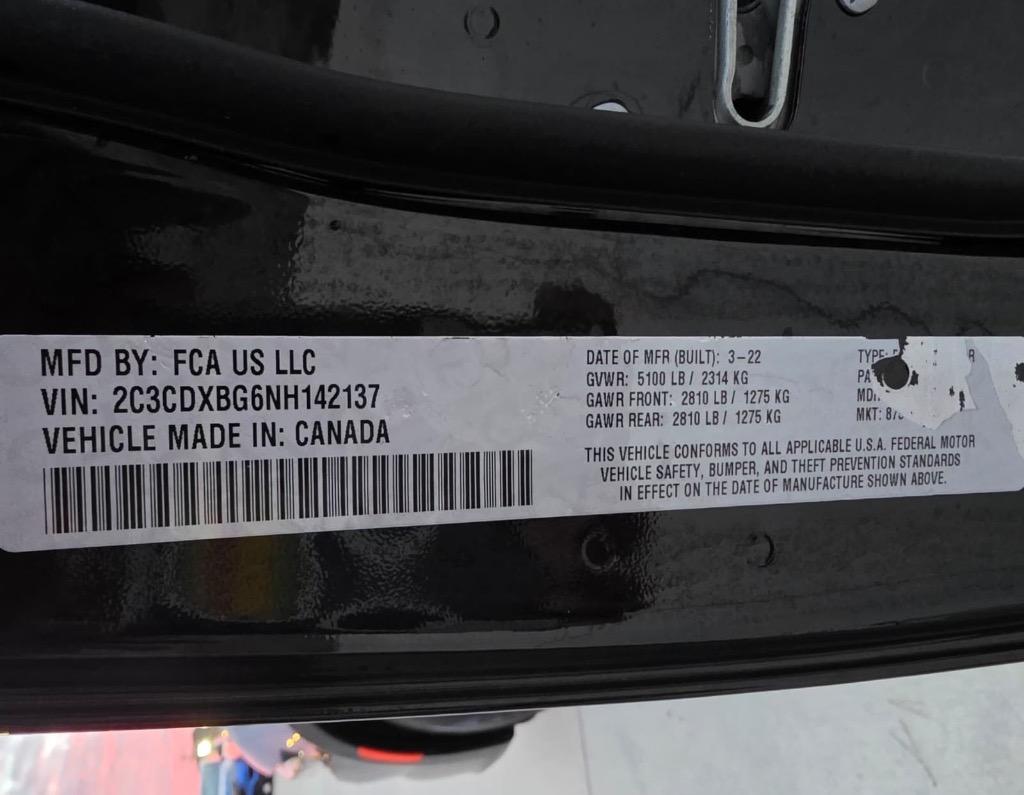 MFD BY: FCA US LLC
VIN: 2C3CDXBG6NH142137
VEHICLE MADE IN: CANADA
DATE OF MFR (BUILT): 3-22
GVWR: 5100 LB / 2314 KG
GAWR FRONT: 2810 LB / 1275 KG
GAWR REAR: 2810 LB / 1275 KG
THIS VEHICLE CONFORMS TO ALL APPLICABLE U.S.A. FEDERAL MOTOR
VEHICLE SAFETY, BUMPER, AND THEFT PREVENTION STANDARDS
IN EFFECT ON THE DATE OF MANUFACTURE SHOWN ABOVE.
TYPE:
MKT: